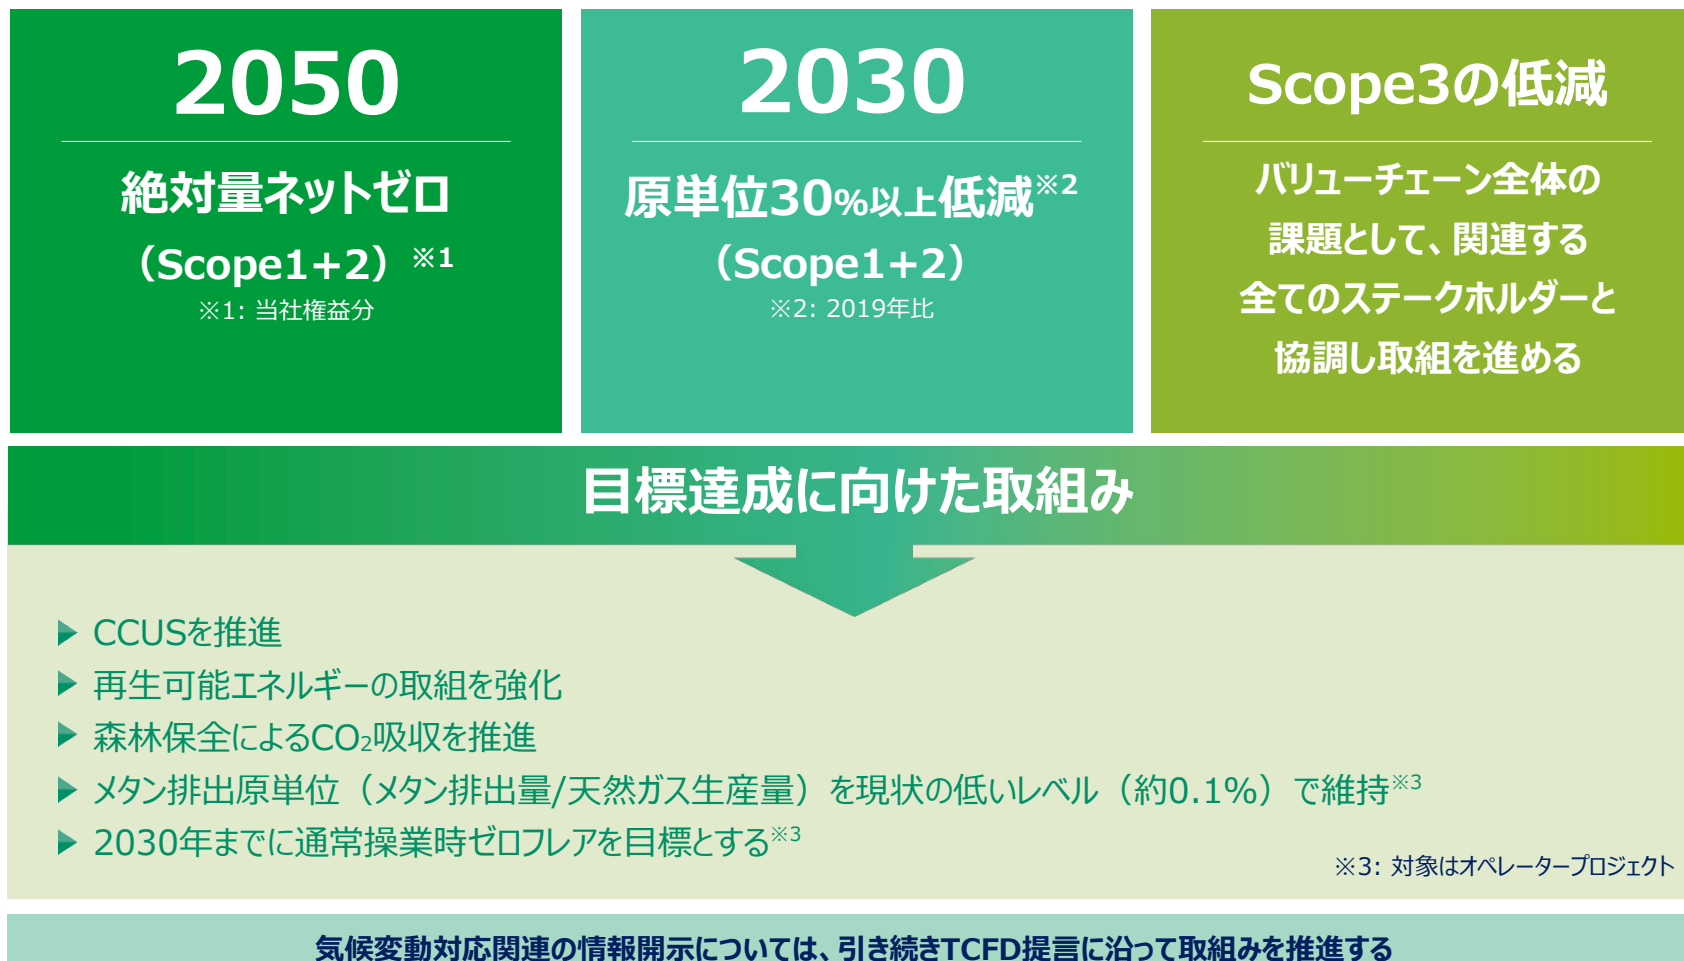 2050
絶対量ネットゼロ
（Scope1+2）※1
※1: 当社権益分
2030
原単位30%以上低減※2
（Scope1+2）
※2: 2019年比
Scope3の低減
バリューチェーン全体の
課題として、関連する
全てのステークホルダーと
協調し取組を進める
目標達成に向けた取組み
CCUSを推進
再生可能エネルギーの取組を強化
森林保全によるCO₂吸収を推進
メタン排出原単位（メタン排出量/天然ガス生産量）を現状の低いレベル（約0.1%）で維持※3
2030年までに通常操業時ゼロフレアを目標とする※3
※3: 対象はオペレータープロジェクト
気候変動対応関連の情報開示については、引き続きTCFD提言に沿って取組みを推進する